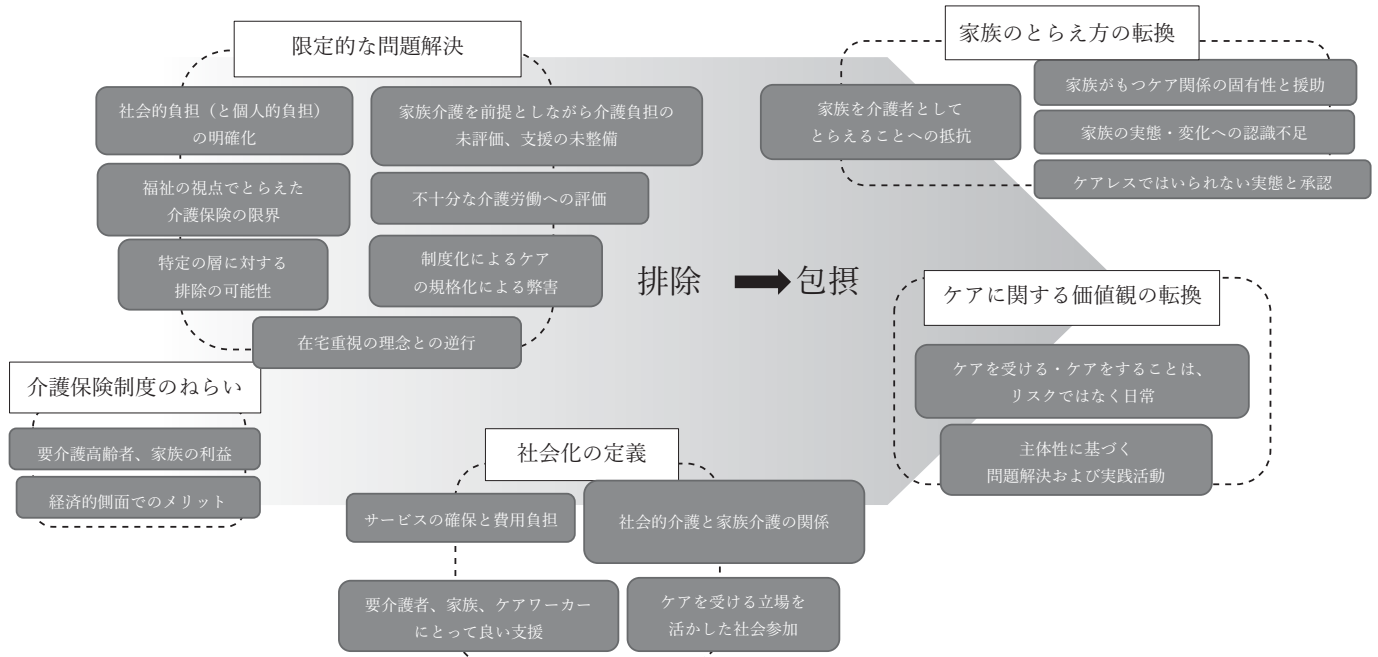 限定的な問題解決
社会的負担（と個人的負担）
の明確化
福祉の視点でとらえた
介護保険の限界
特定の層に対する
排除の可能性
家族介護を前提としながら介護負担の
未評価、支援の未整備
不十分な介護労働への評価
制度化によるケア
の規格化による弊害
在宅重視の理念との逆行
介護保険制度のねらい
要介護高齢者、家族の利益
経済的側面でのメリット
排除
包摂
社会化の定義
サービスの確保と費用負担
社会的介護と家族介護の関係
要介護者、家族、ケアワーカー
にとって良い支援
ケアを受ける立場を
活かした社会参加
家族のとらえ方の転換
家族を介護者として
とらえることへの抵抗
家族がもつケア関係の固有性と援助
家族の実態・変化への認識不足
ケアレスではいられない実態と承認
ケアに関する価値観の転換
ケアを受ける・ケアをすることは、
リスクではなく日常
主体性に基づく
問題解決および実践活動